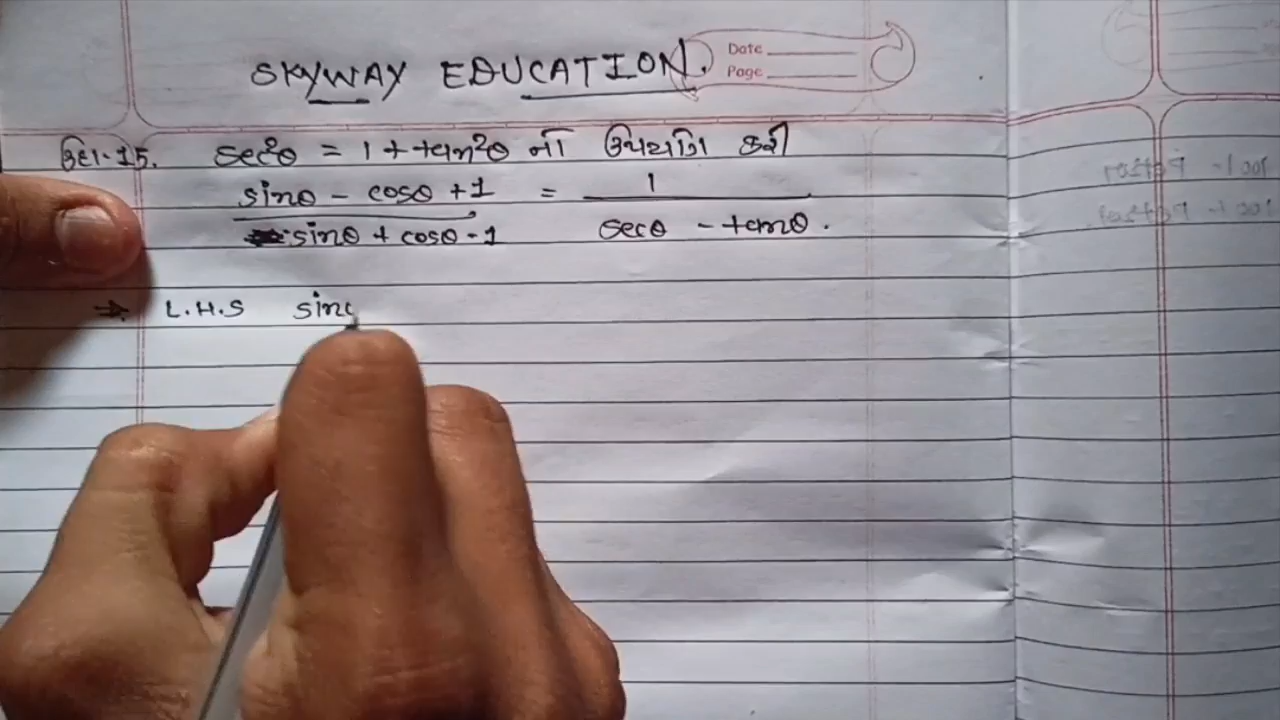 SKYWAY EDUCATION.
Date
Page
ઉદા-15. sec²θ = 1 + tan²θ નો ઉપયોગ કરી
sinθ - cosθ + 1 = 1
sinθ + cosθ - 1 secθ - tanθ.
→ L.H.S sin